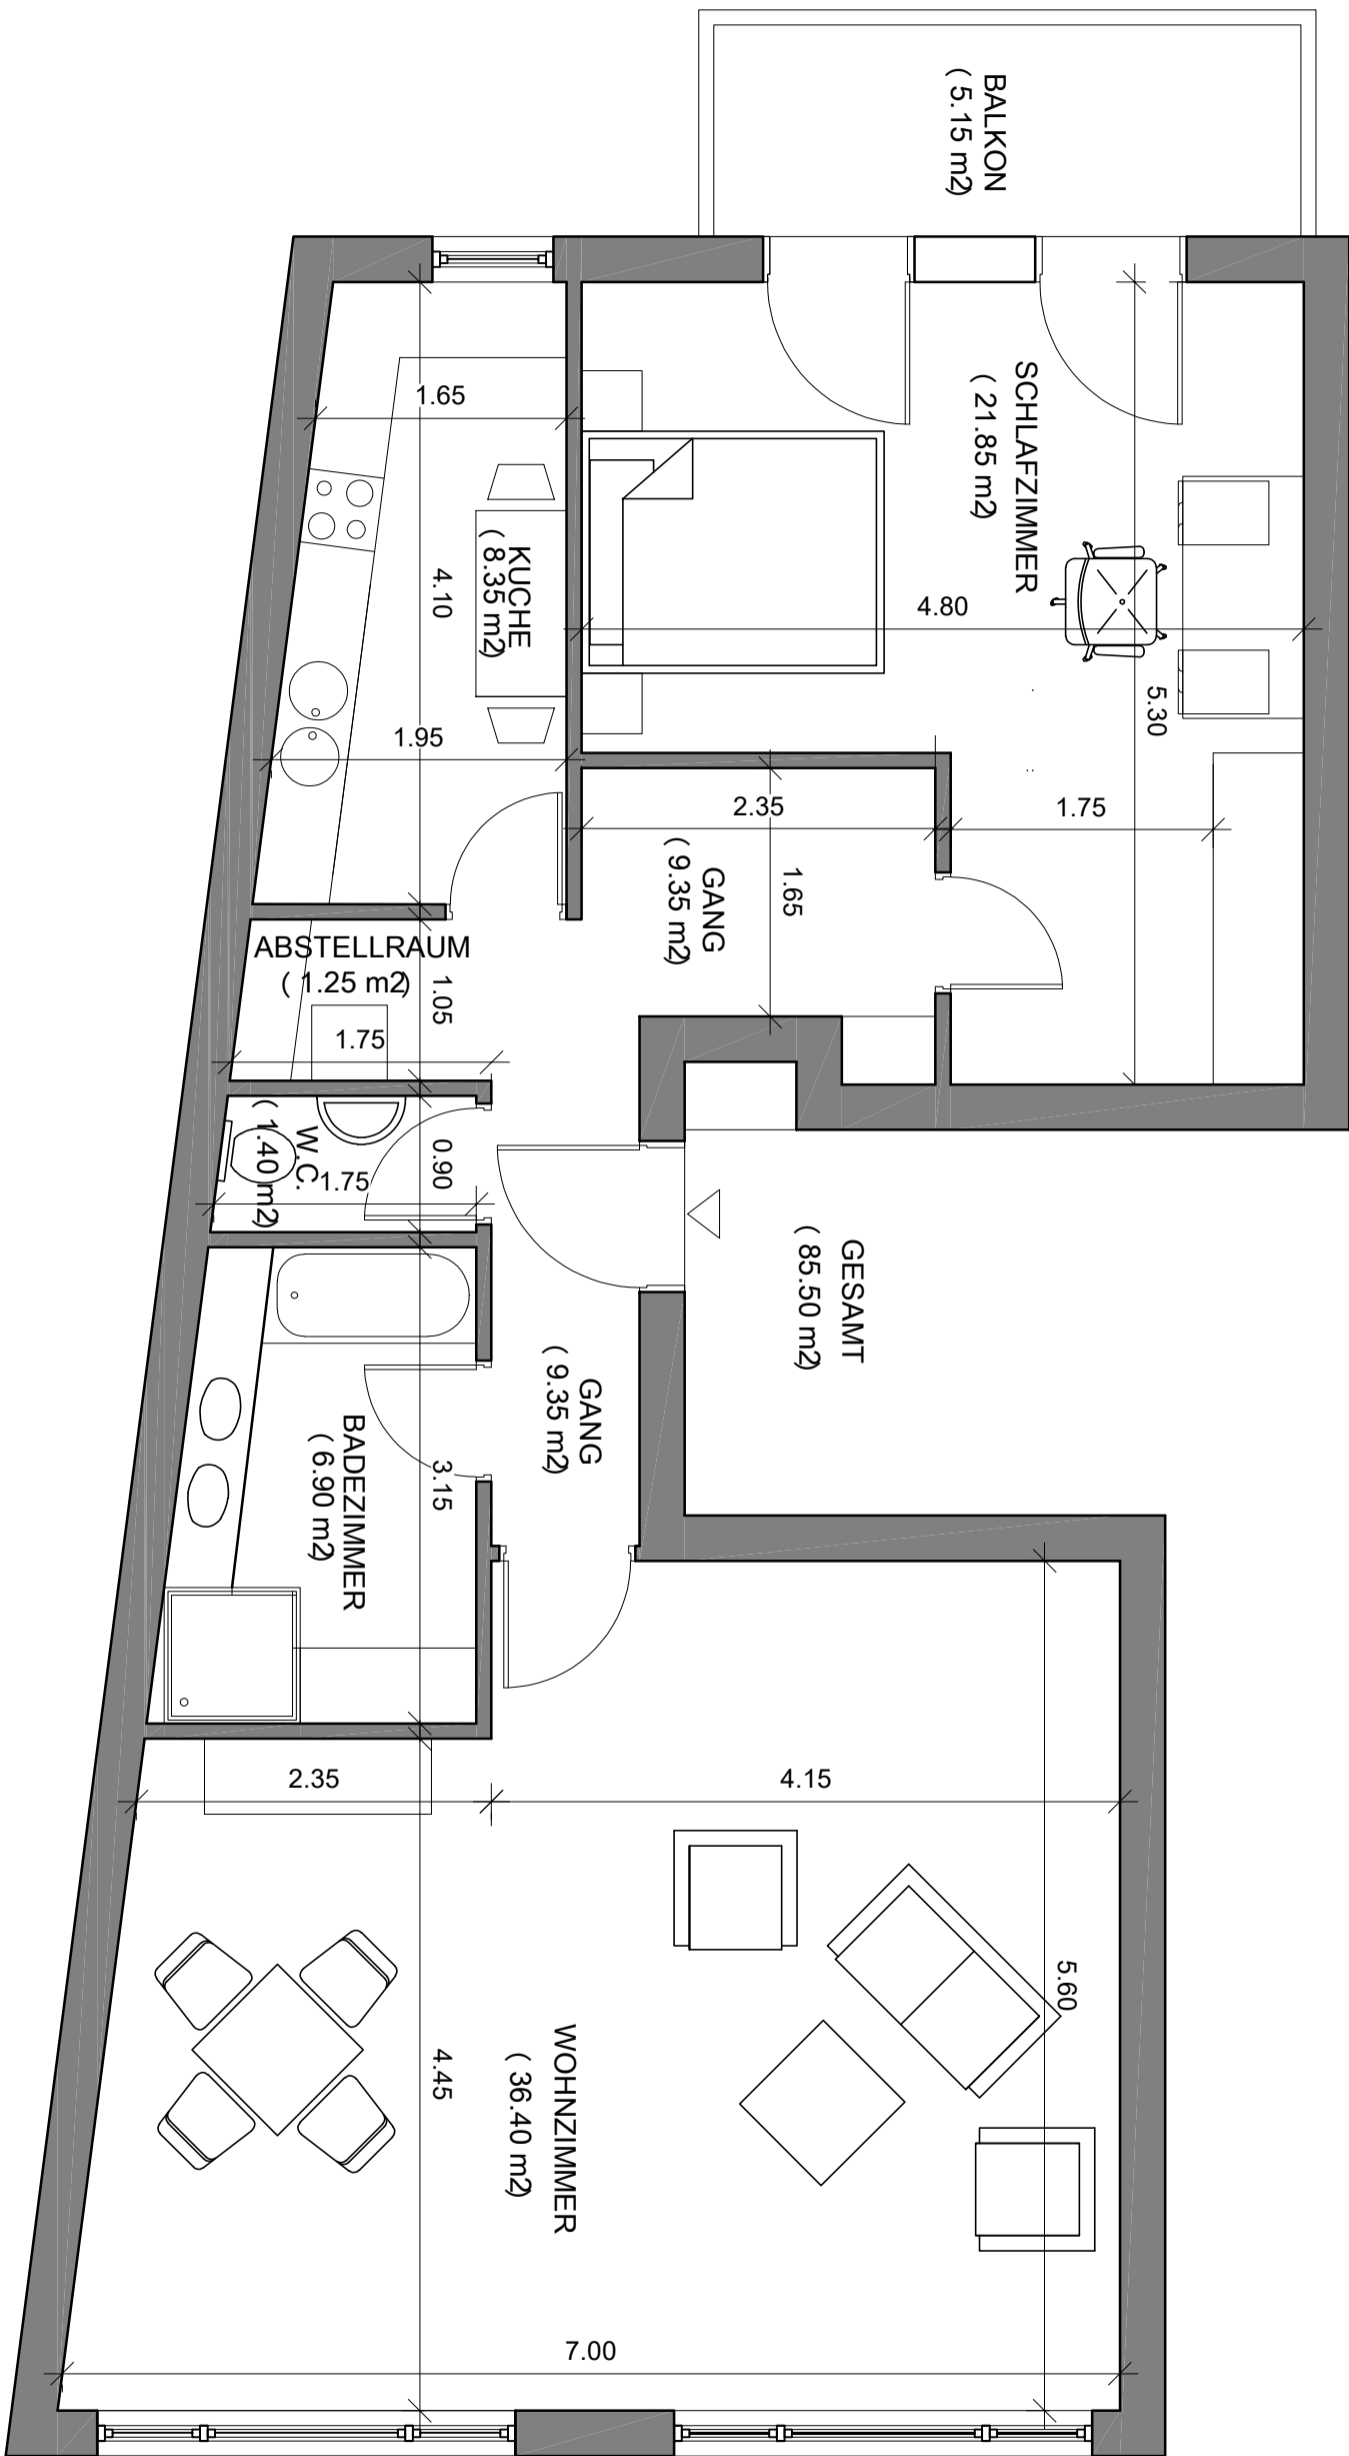 BALKON
( 5.15 m2)
SCHLAFZIMMER
( 21.85 m2)
1.65
KUCHE
( 8.35 m2)
4.10
4.80
5.30
1.95
2.35
1.75
GANG
( 9.35 m2)
1.65
ABSTELLRAUM
( 1.25 m2)
1.05
1.75
W.C.
( 1.40 m2)
1.75
0.90
GESAMT
( 85.50 m2)
GANG
( 9.35 m2)
BADEZIMMER
( 6.90 m2)
3.15
2.35
4.15
5.60
WOHNZIMMER
( 36.40 m2)
4.45
7.00